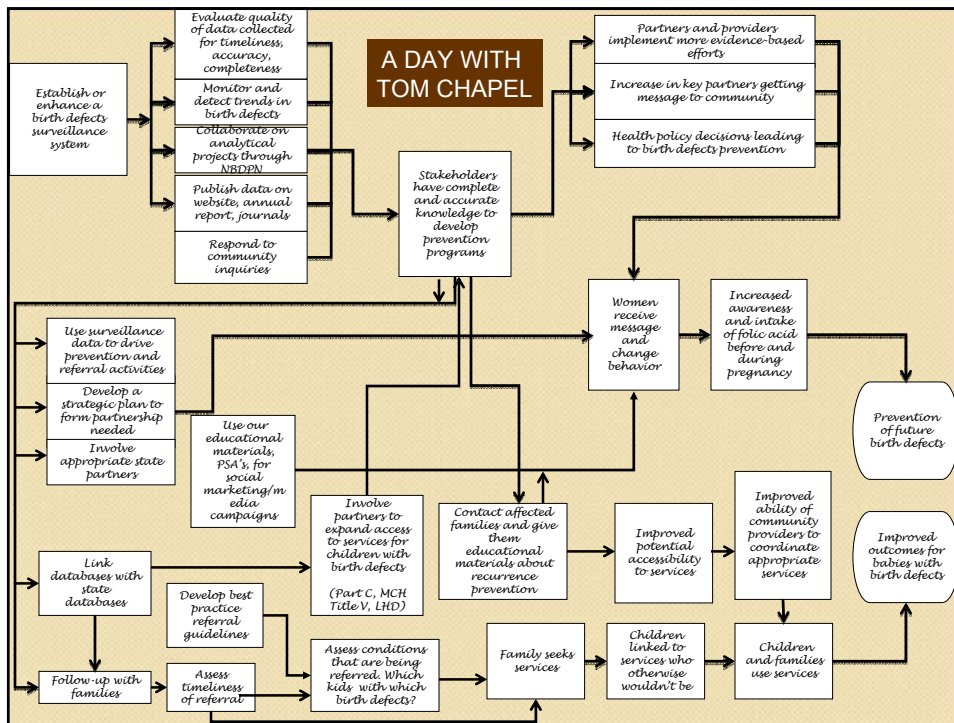 Evaluate quality
of data collected
for timeliness,
accuracy,
completeness
Establish or
enhance a
birth defects
surveillance
system
Monitor and
detect trends in
birth defects
Collaborate on
analytical
projects through
NBDPN
Publish data on
website, annual
report, journals
Respond to
community
inquiries
A DAY WITH
TOM CHAPEL
Stakeholders
have complete
and accurate
knowledge to
develop
prevention
programs
Partners and providers
implement more evidence-based
efforts
Increase in key partners getting
message to community
Health policy decisions leading
to birth defects prevention
Use surveillance
data to drive
prevention and
referral activities
Develop a
strategic plan to
form partnership
needed
Involve
appropriate state
partners
Women
receive
message
and
change
behavior
Increased
awareness
and intake
of folic acid
before and
during
pregnancy
Prevention
of future
birth defects
Use our
educational
materials,
PSA's, for
social
marketing/m
edia
campaigns
Involve
partners to
expand access
to services for
children with
birth defects
(Part C, MCH
Title V, LHD)
Contact affected
families and give
them
educational
materials about
recurrence
prevention
Improved
potential
accessibility
to services
Improved
ability of
community
providers to
coordinate
appropriate
services
Improved
outcomes for
babies with
birth defects
Link
databases with
state
databases
Develop best
practice
referral
guidelines
Follow-up with
families
Assess
timeliness
of referral
Assess conditions
that are being
referred. Which
kids with which
birth defects?
Family seeks
services
Children
linked to
services who
otherwise
wouldn't be
Children
and families
use services